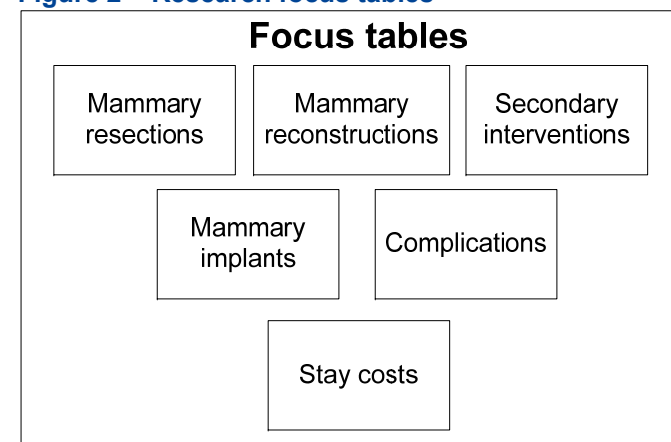 Figure 2 – Research focus tables
Focus tables
Mammary
resections
Mammary
reconstructions
Secondary
interventions
Mammary
implants
Complications
Stay costs